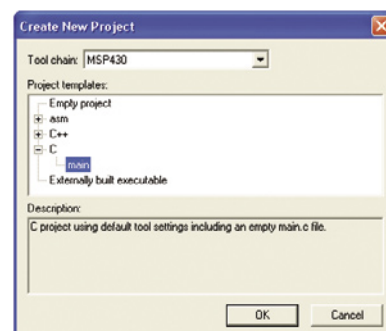 Create New Project
Tool chain: MSP430
Project templates:
Empty project
asm
C++
C
main
Externally built executable
Description:
C project using default tool settings including an empty main.c file.
OK Cancel